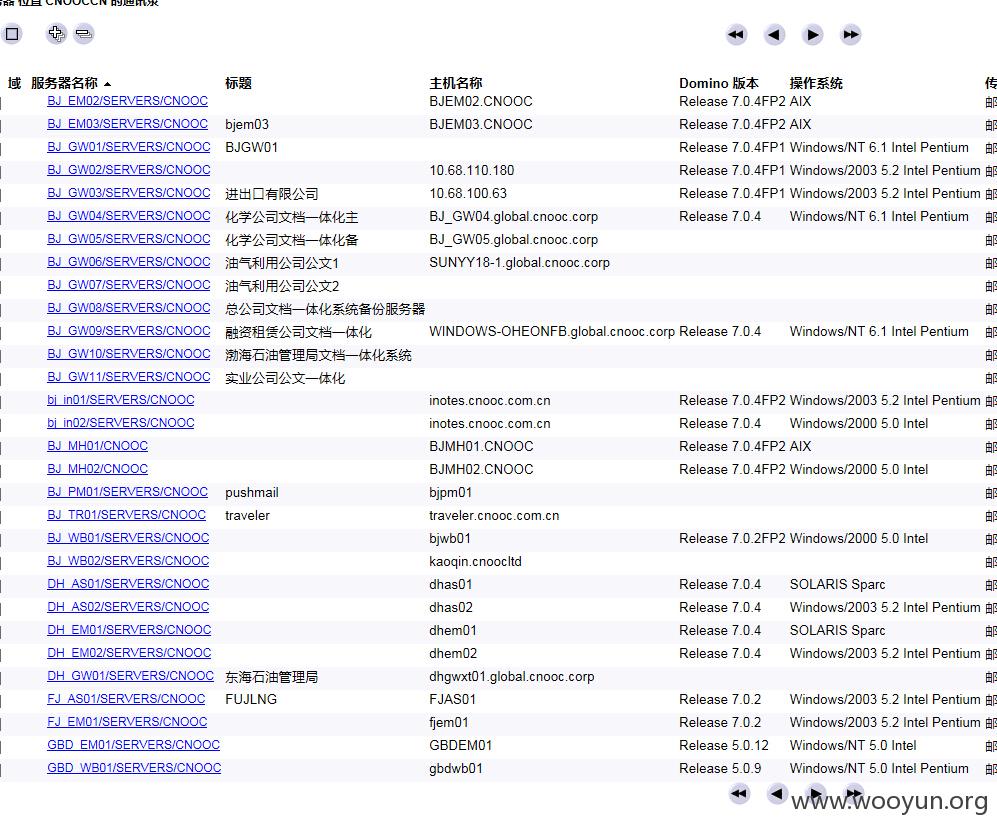 务器 位置 CNOOCCN 的通讯录
域 服务器名称 标题 主机名称 Domino 版本 操作系统 传
BJ_EM02/SERVERS/CNOOC BJEM02.CNOOC Release 7.0.4FP2 AIX 邮
BJ_EM03/SERVERS/CNOOC bjem03 BJEM03.CNOOC Release 7.0.4FP2 AIX 邮
BJ_GW01/SERVERS/CNOOC BJGW01 Release 7.0.4FP1 Windows/NT 6.1 Intel Pentium 邮
BJ_GW02/SERVERS/CNOOC 10.68.110.180 Release 7.0.4FP1 Windows/2003 5.2 Intel Pentium 邮
BJ_GW03/SERVERS/CNOOC 进出口有限公司 10.68.100.63 Release 7.0.4FP1 Windows/2003 5.2 Intel Pentium 邮
BJ_GW04/SERVERS/CNOOC 化学公司文档一体化主 BJ_GW04.global.cnooc.corp Release 7.0.4 Windows/NT 6.1 Intel Pentium 邮
BJ_GW05/SERVERS/CNOOC 化学公司文档一体化备 BJ_GW05.global.cnooc.corp 邮
BJ_GW06/SERVERS/CNOOC 油气利用公司公文1 SUNYY18-1.global.cnooc.corp 邮
BJ_GW07/SERVERS/CNOOC 油气利用公司公文2 邮
BJ_GW08/SERVERS/CNOOC 总公司文档一体化系统备份服务器 邮
BJ_GW09/SERVERS/CNOOC 融资租赁公司文档一体化 WINDOWS-OHEONFB.global.cnooc.corp Release 7.0.4 Windows/NT 6.1 Intel Pentium 邮
BJ_GW10/SERVERS/CNOOC 渤海石油管理局文档一体化系统 邮
BJ_GW11/SERVERS/CNOOC 实业公司公文一体化 邮
bj_in01/SERVERS/CNOOC inotes.cnooc.com.cn Release 7.0.4FP2 Windows/2003 5.2 Intel Pentium 邮
bj_in02/SERVERS/CNOOC inotes.cnooc.com.cn Release 7.0.4 Windows/2000 5.0 Intel 邮
BJ_MH01/CNOOC BJMH01.CNOOC Release 7.0.4FP2 AIX 邮
BJ_MH02/CNOOC BJMH02.CNOOC Release 7.0.4FP2 Windows/2000 5.0 Intel 邮
BJ_PM01/SERVERS/CNOOC pushmail bjpm01 邮
BJ_TR01/SERVERS/CNOOC traveler traveler.cnooc.com.cn 邮
BJ_WB01/SERVERS/CNOOC bjwb01 Release 7.0.2FP2 Windows/2000 5.0 Intel 邮
BJ_WB02/SERVERS/CNOOC kaoqin.cnoocltd 邮
DH_AS01/SERVERS/CNOOC dhas01 Release 7.0.4 SOLARIS Sparc 邮
DH_AS02/SERVERS/CNOOC dhas02 Release 7.0.4 Windows/2003 5.2 Intel Pentium 邮
DH_EM01/SERVERS/CNOOC dhem01 Release 7.0.4 SOLARIS Sparc 邮
DH_EM02/SERVERS/CNOOC dhem02 Release 7.0.4 Windows/2003 5.2 Intel Pentium 邮
DH_GW01/SERVERS/CNOOC 东海石油管理局 dhgwxt01.global.cnooc.corp 邮
FJ_AS01/SERVERS/CNOOC FUJLNG FJAS01 Release 7.0.2 Windows/2003 5.2 Intel Pentium 邮
FJ_EM01/SERVERS/CNOOC fjem01 Release 7.0.2 Windows/2003 5.2 Intel Pentium 邮
GBD_EM01/SERVERS/CNOOC GBDEM01 Release 5.0.12 Windows/NT 5.0 Intel 邮
GBD_WB01/SERVERS/CNOOC gbdwb01 Release 5.0.9 Windows/NT 5.0 Intel Pentium 邮
www.wooyun.org